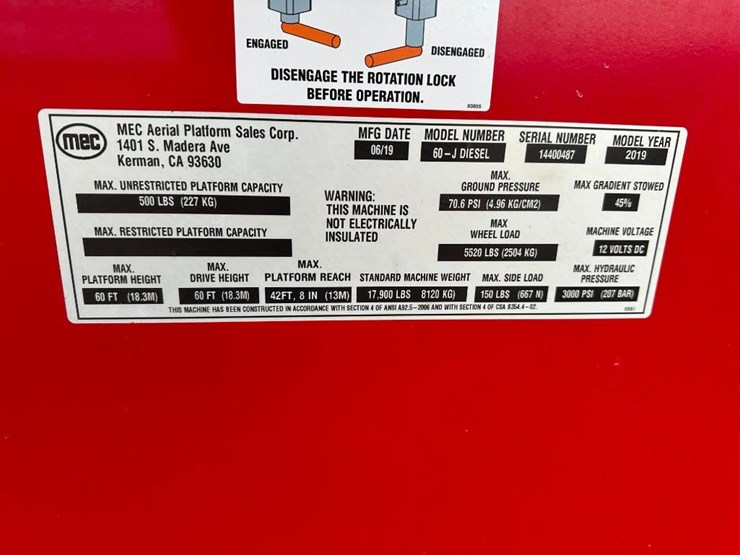 ENGAGED
DISENGAGED
DISENGAGE THE ROTATION LOCK
BEFORE OPERATION.
93855
mec
MEC Aerial Platform Sales Corp.
1401 S. Madera Ave
Kerman, CA 93630
MFG DATE
06/19
MODEL NUMBER
60-J DIESEL
SERIAL NUMBER
14400487
MODEL YEAR
2019
MAX. UNRESTRICTED PLATFORM CAPACITY
500 LBS (227 KG)
MAX. RESTRICTED PLATFORM CAPACITY
WARNING:
THIS MACHINE IS
NOT ELECTRICALLY
INSULATED
MAX.
GROUND PRESSURE
70.6 PSI (4.96 KG/CM2)
MAX
WHEEL LOAD
5520 LBS (2504 KG)
MAX GRADIENT STOWED
45%
MACHINE VOLTAGE
12 VOLTS DC
MAX.
PLATFORM HEIGHT
60 FT (18.3M)
MAX.
DRIVE HEIGHT
60 FT (18.3M)
MAX.
PLATFORM REACH
42FT, 8 IN (13M)
STANDARD MACHINE WEIGHT
17,900 LBS 8120 KG)
MAX. SIDE LOAD
150 LBS (667 N)
MAX. HYDRAULIC
PRESSURE
3000 PSI (207 BAR)
THIS MACHINE HAS BEEN CONSTRUCTED IN ACCORDANCE WITH SECTION 4 OF ANSI A92.5-2006 AND WITH SECTION 4 OF CSA B354.4-02.